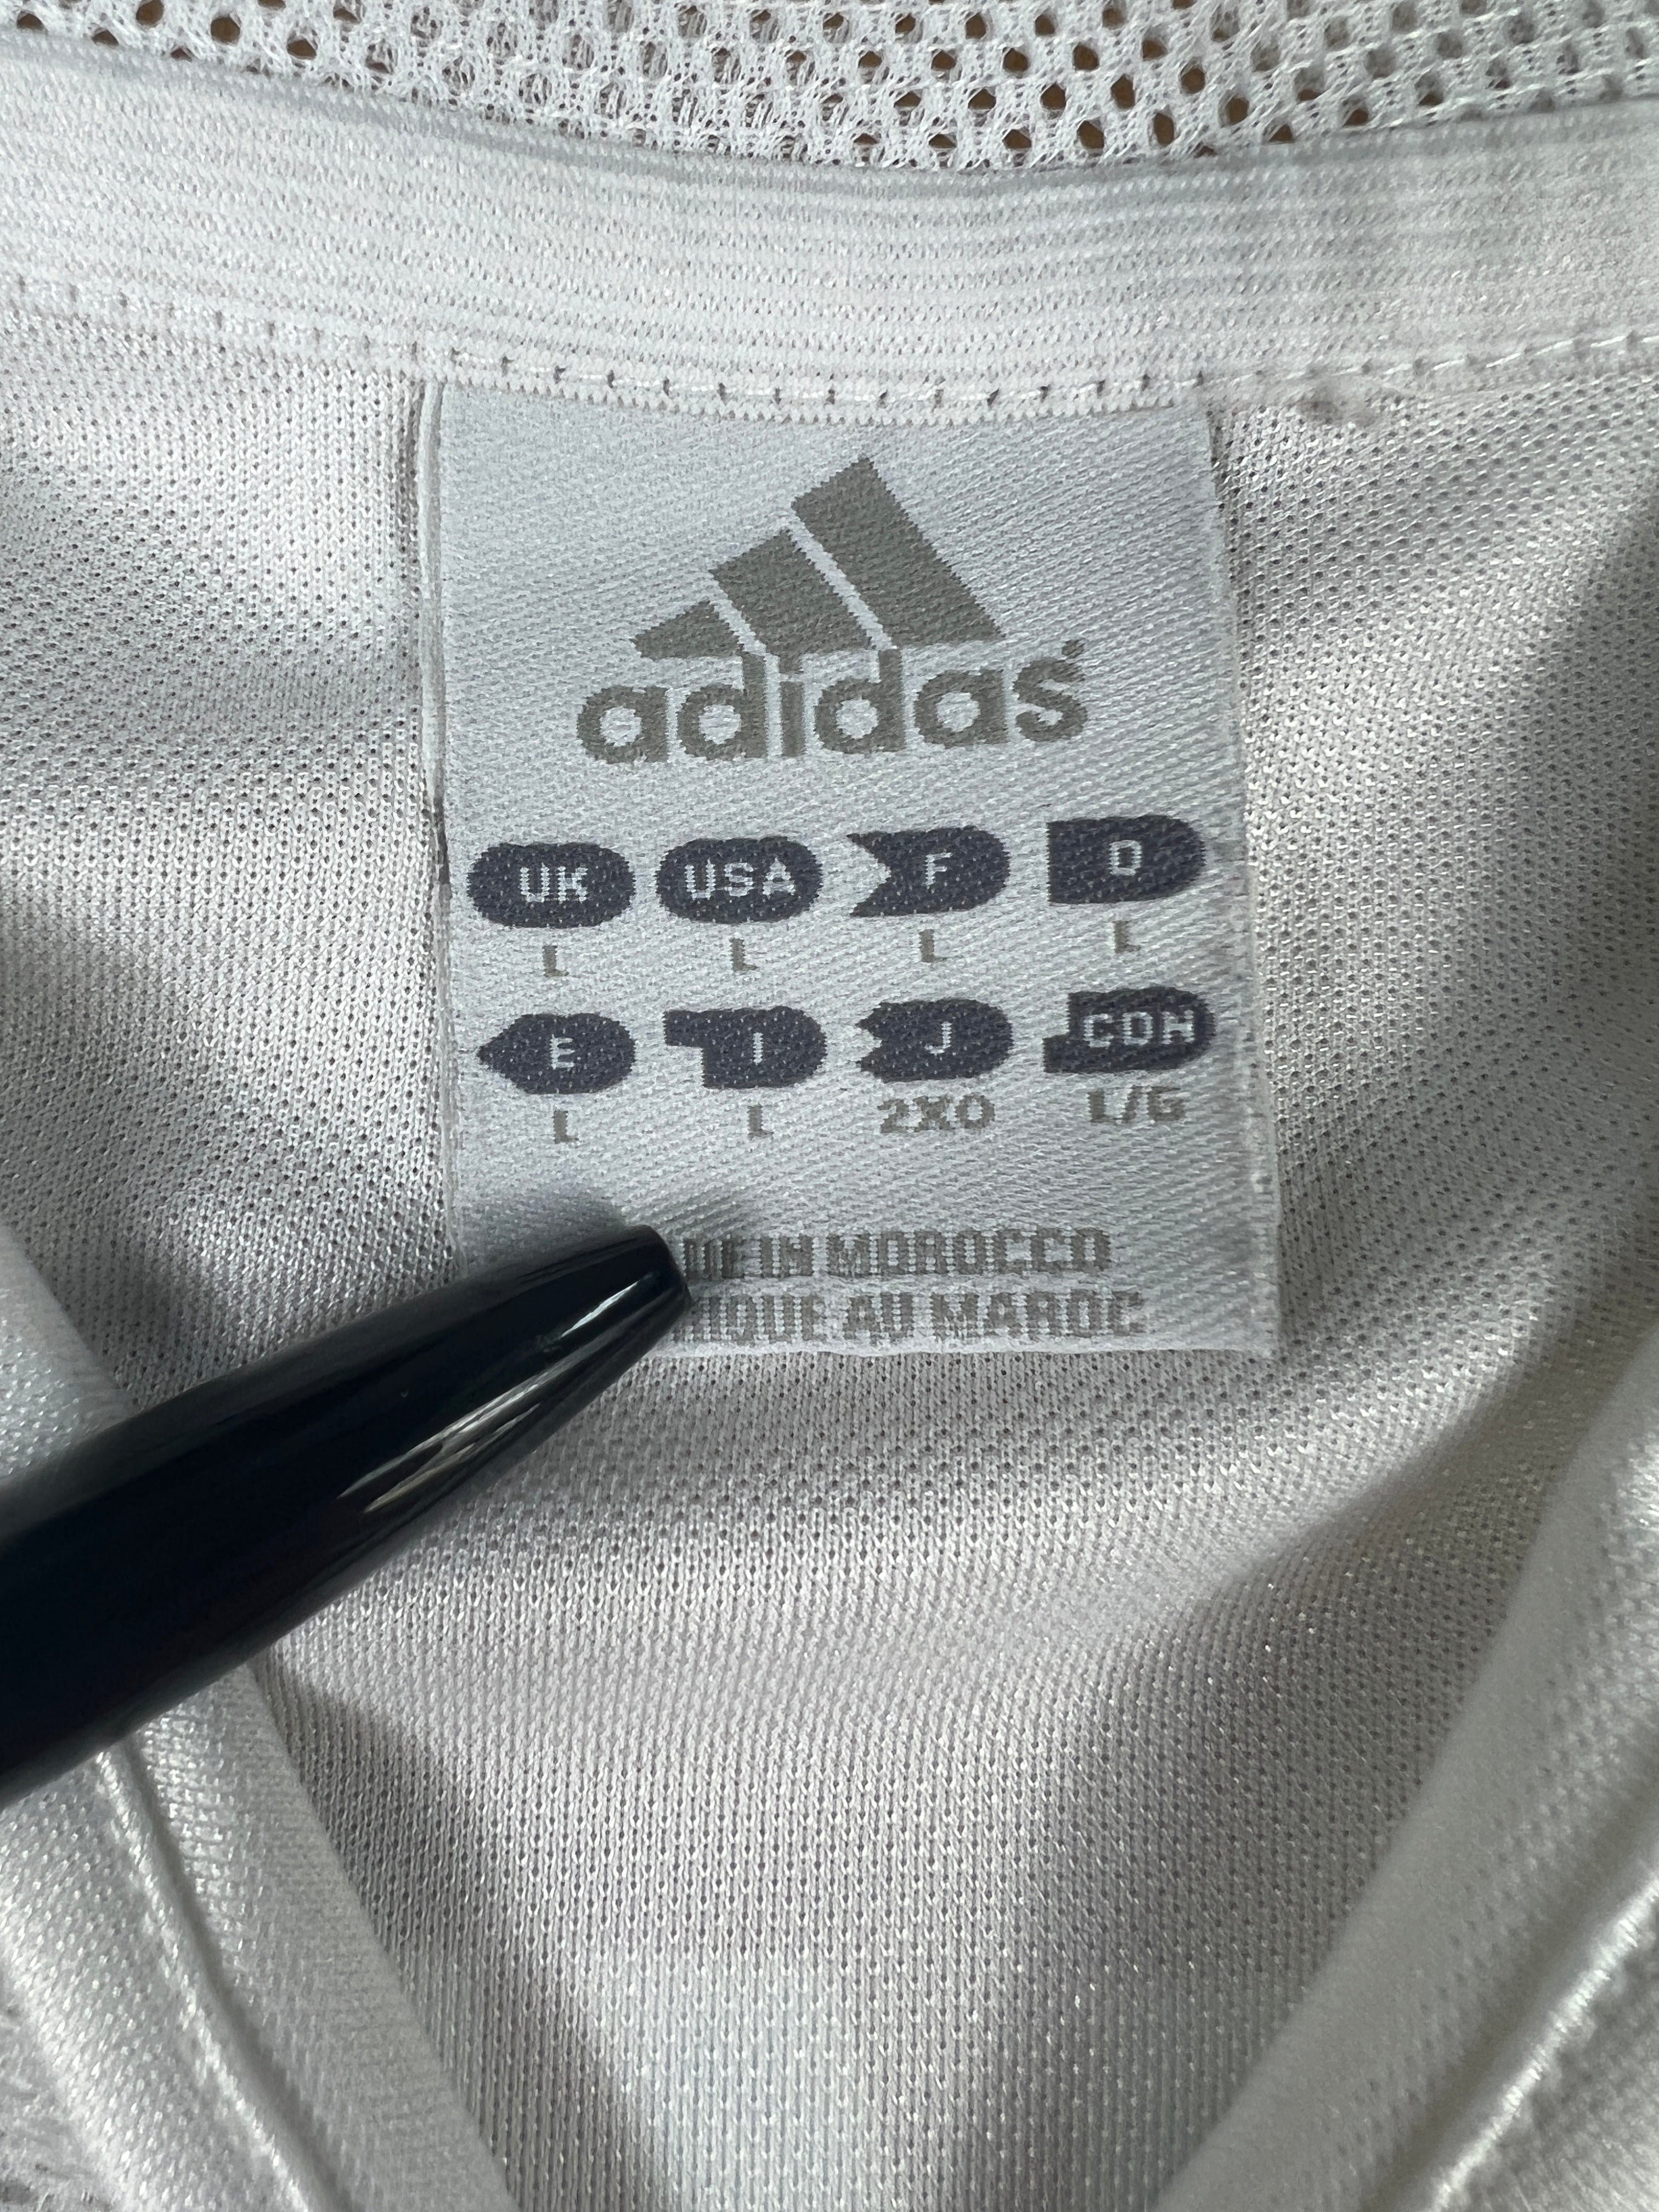 adidas
UK USA F D
L L L L
E I J CDN
L L 2XO L/G
IN MOROCCO
AU MAROC